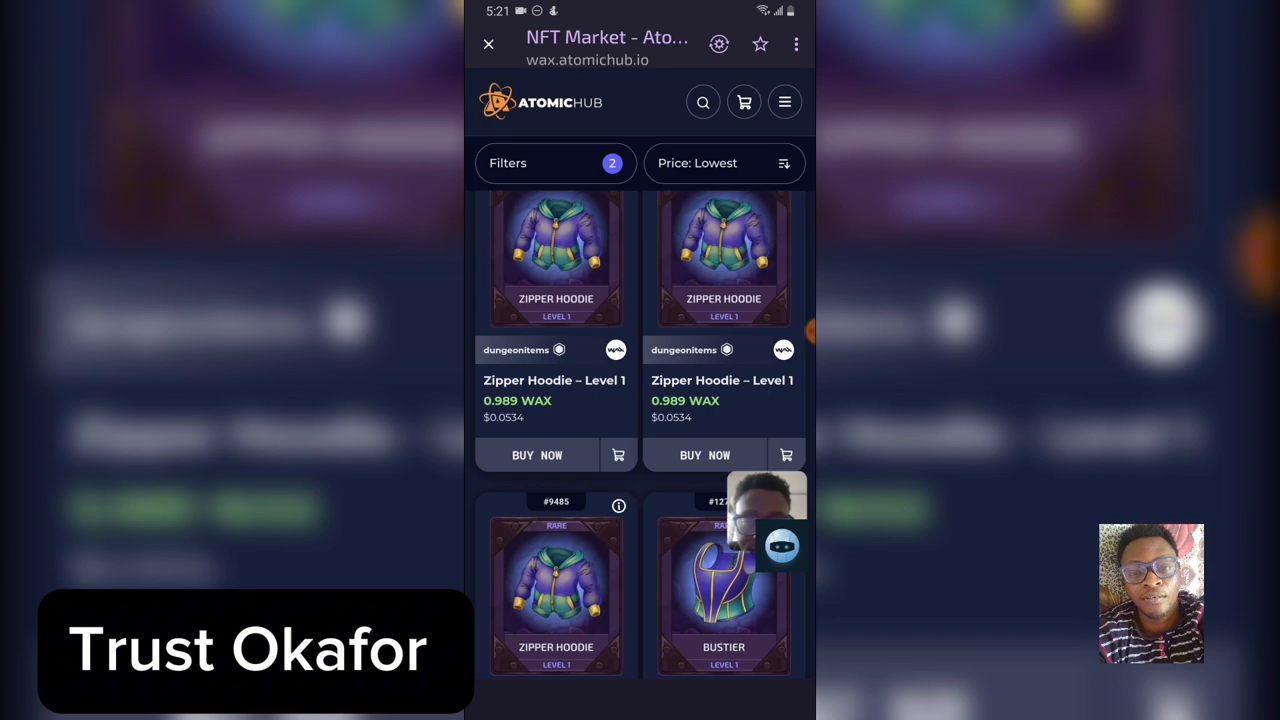 5:21
NFT Market - Ato...
wax.atomichub.io
ATOMICHUB
Filters 2
Price: Lowest
ZIPPER HOODIE
LEVEL 1
ZIPPER HOODIE
LEVEL 1
dungeonitems
WAX
dungeonitems
WAX
Zipper Hoodie – Level 1
Zipper Hoodie – Level 1
0.989 WAX
0.989 WAX
$0.0534
$0.0534
BUY NOW
BUY NOW
#9485
RARE
ZIPPER HOODIE
LEVEL 1
BUSTIER
LEVEL 1
Trust Okafor